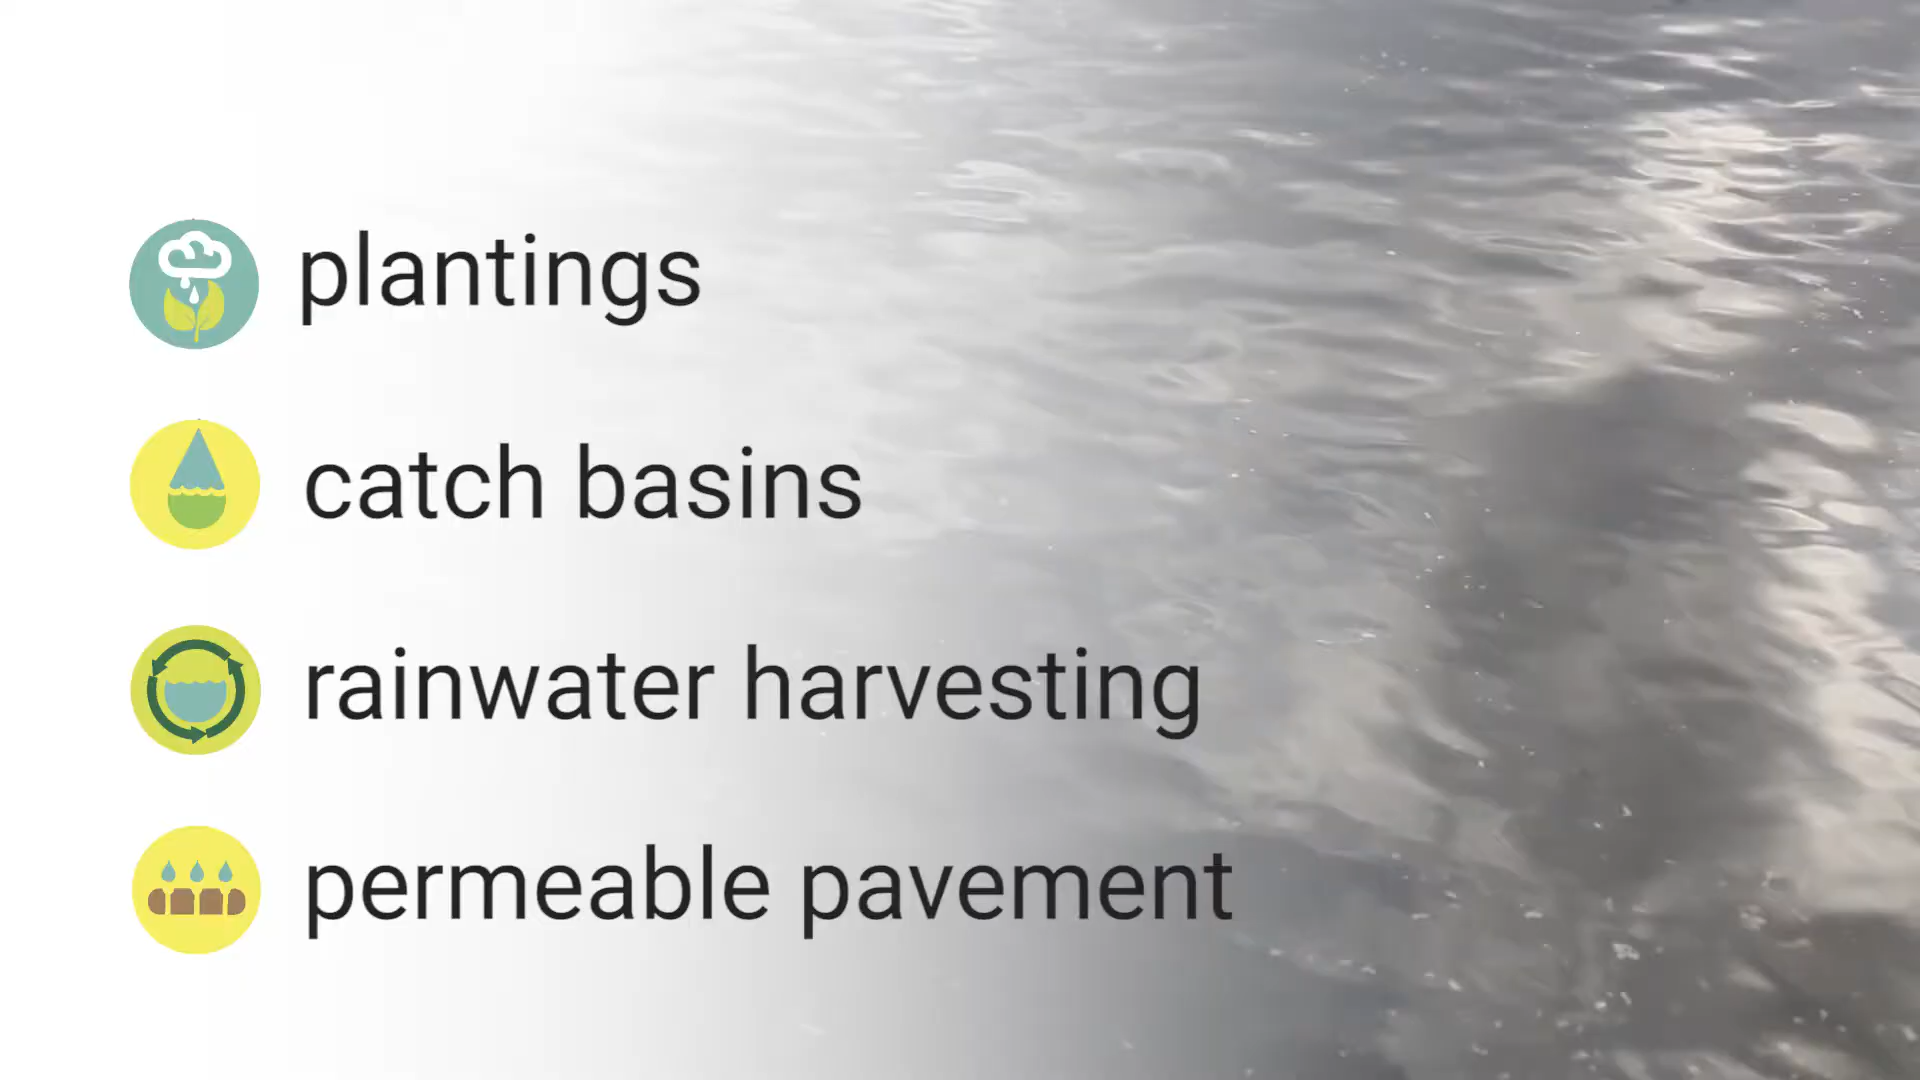 plantings
catch basins
rainwater harvesting
permeable pavement